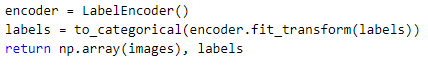 encoder = LabelEncoder()
labels = to_categorical(encoder.fit_transform(labels))
return np.array(images), labels